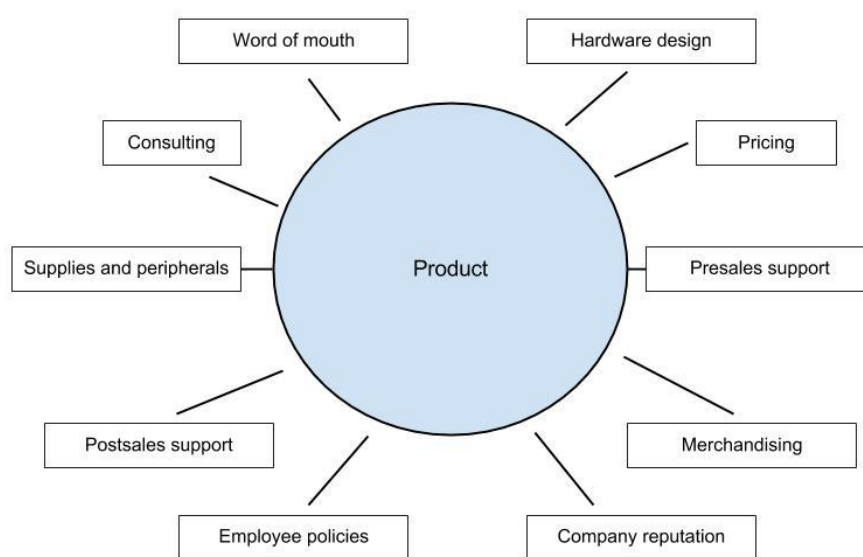 Word of mouth
Hardware design
Consulting
Pricing
Supplies and peripherals
Product
Presales support
Postsales support
Merchandising
Employee policies
Company reputation